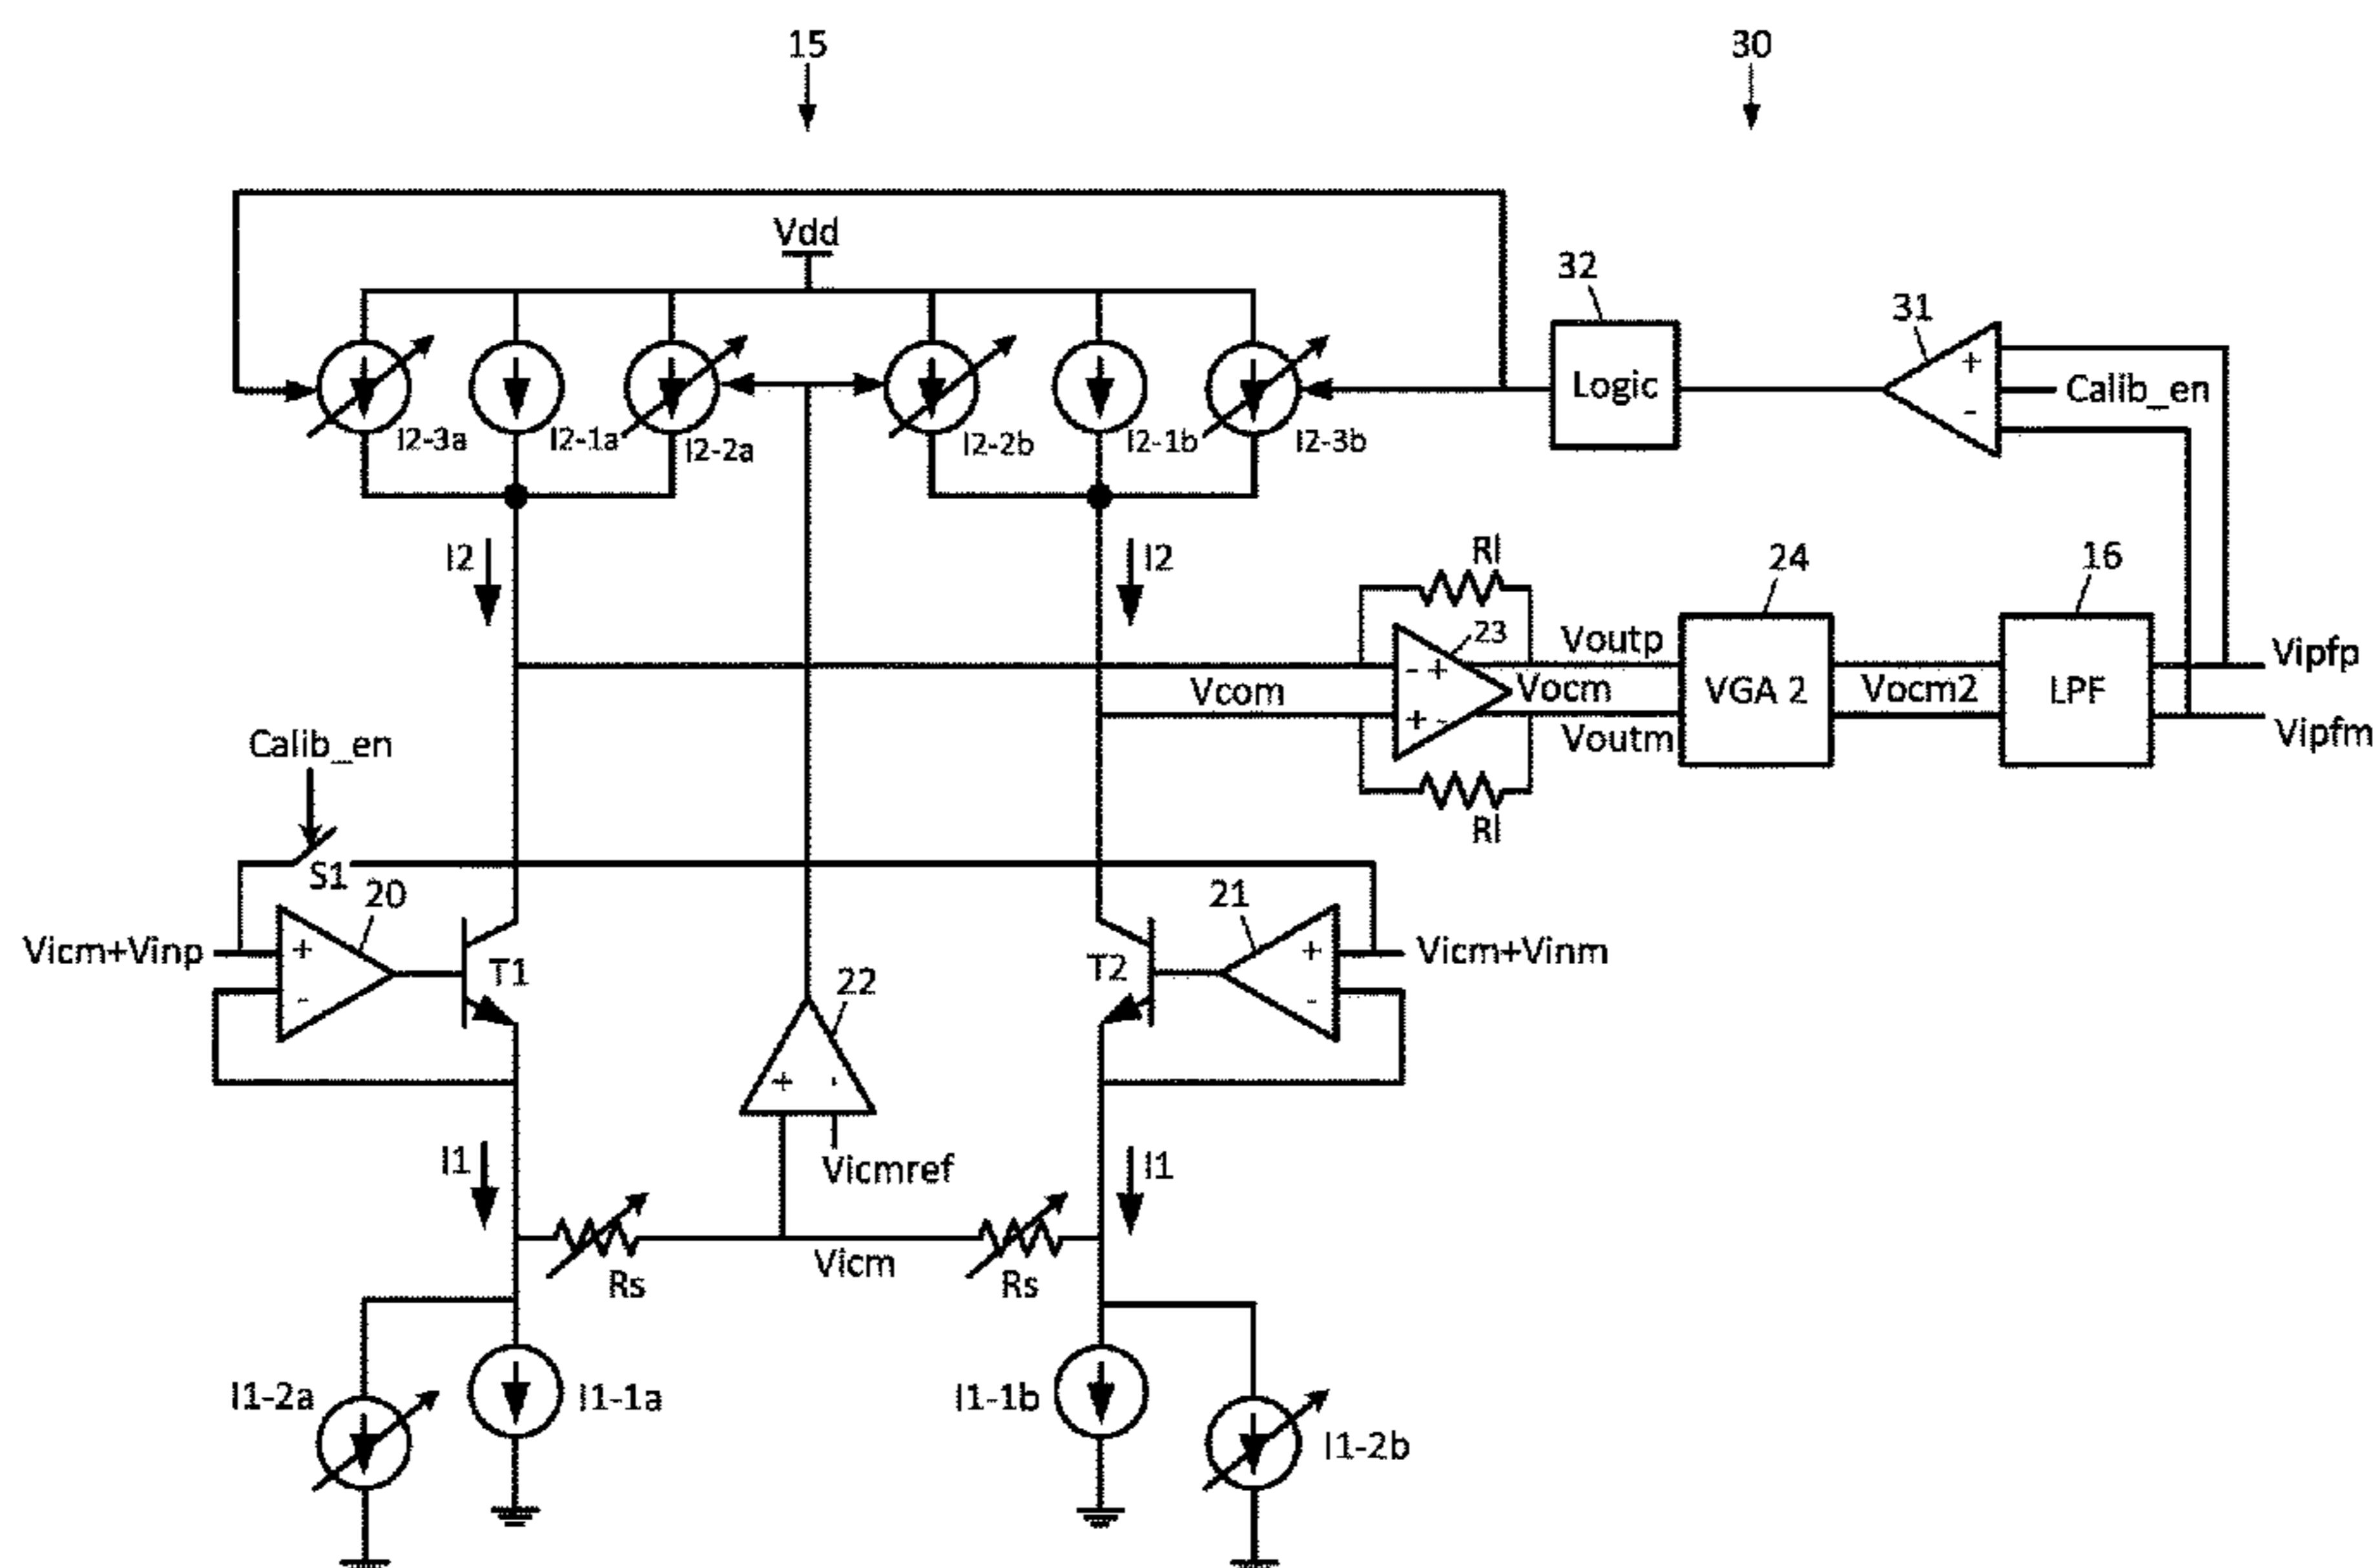 15
30
Vdd
32
31
+
Logic
Calib_en
-
I2-3a
I2-1a
I2-2a
I2-2b
I2-1b
I2-3b
I2
I2
Rl
24
16
23
Voutp
Vipfp
- +
Vcom
Vocm
VGA 2
Vocm2
LPF
+ -
Voutm
Vipfm
Calib_en
Rl
S1
20
21
Vicm+Vinp
+
T1
T2
+
Vicm+Vinm
-
22
-
+ -
I1
Vicmref
I1
Vicm
Rs
Rs
I1-2a
I1-1a
I1-1b
I1-2b